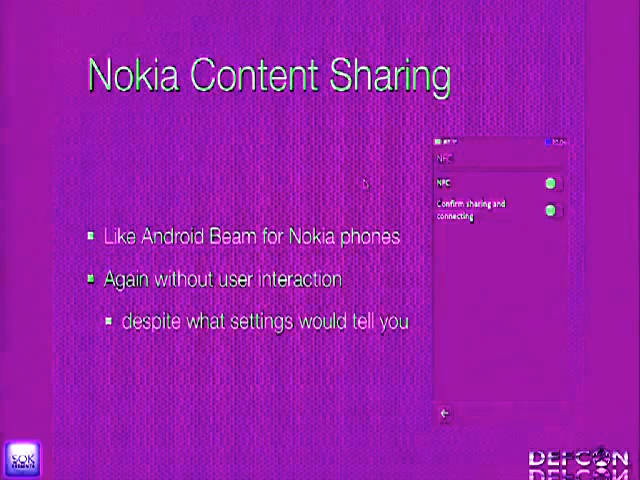 Nokia Content Sharing
NFC
NFC
Confirm sharing and
connecting
Like Android Beam for Nokia phones
Again without user interaction
despite what settings would tell you
SOK
DEFCON